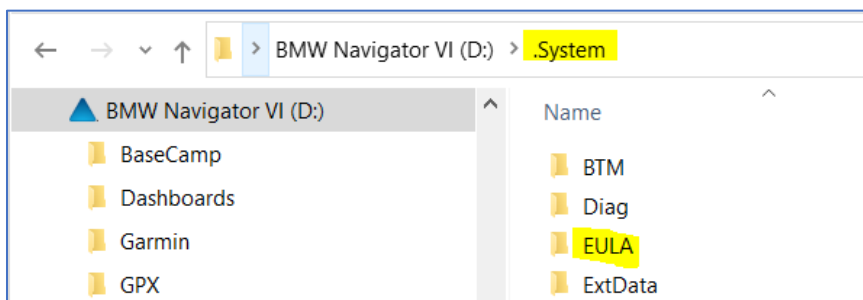 BMW Navigator VI (D:) > .System
BMW Navigator VI (D:)
BaseCamp
Dashboards
Garmin
GPX
Name
BTM
Diag
EULA
ExtData